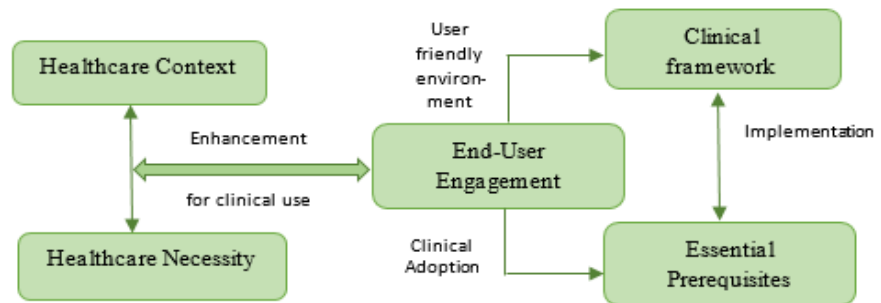 Healthcare Context
Healthcare Necessity
Enhancement
for clinical use
End-User
Engagement
User
friendly
environ-
ment
Clinical
Adoption
Clinical
framework
Implementation
Essential
Prerequisites